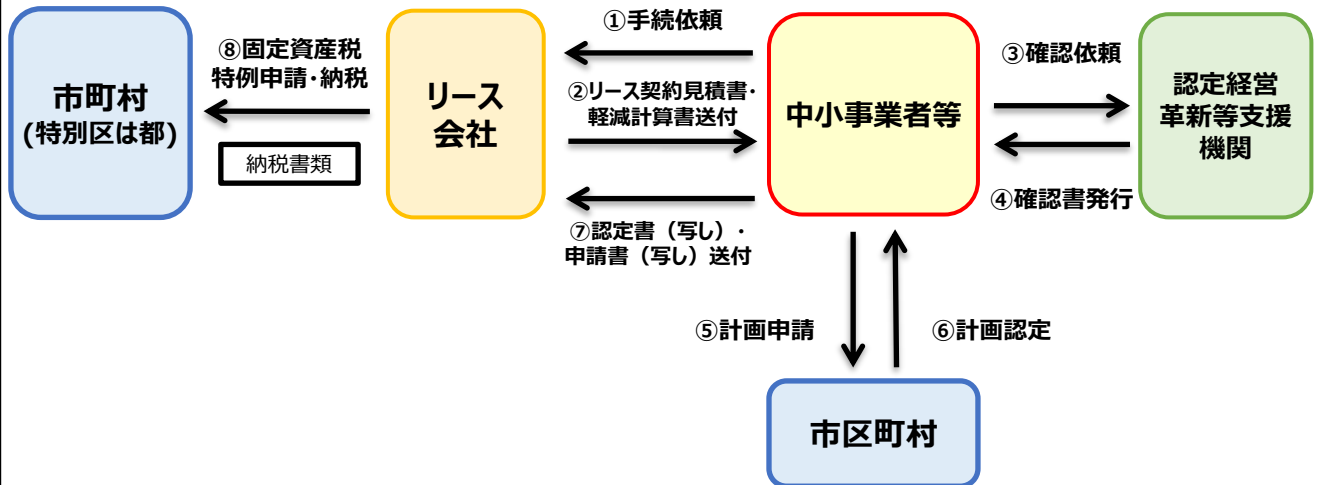 ①手続依頼
⑧固定資産税
特例申請・納税
③確認依頼
市町村
(特別区は都)
リース
会社
②リース契約見積書・
軽減計算書送付
中小事業者等
認定経営
革新等支援
機関
納税書類
④確認書発行
⑦認定書（写し）・
申請書（写し）送付
⑤計画申請
⑥計画認定
市区町村